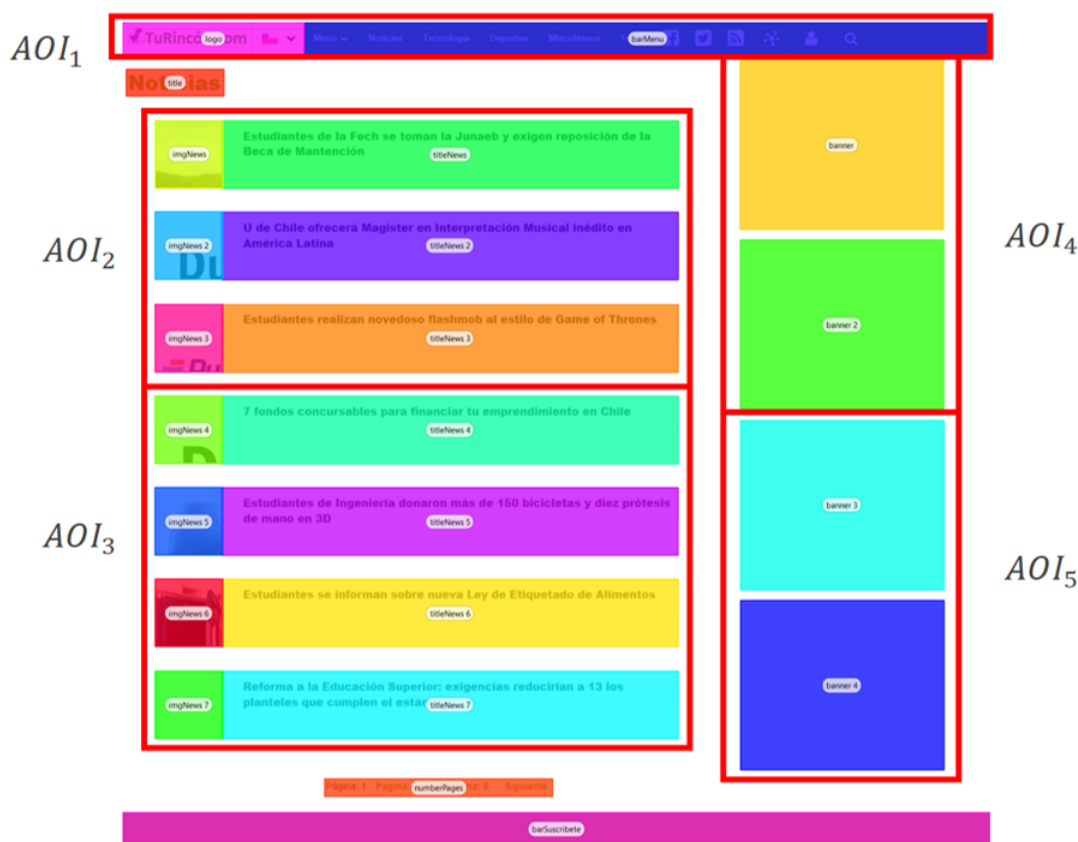 AOI₁
TuRincón.com logo
Menú Noticias Tecnología Deportes Misceláneos barMenu
Noticias title
AOI₂
imgNews
Estudiantes de la Fech se toman la Junaeb y exigen reposición de la
Beca de Mantención
titleNews
imgNews 2
Du
U de Chile ofrecerá Magíster en Interpretación Musical inédito en
América Latina
titleNews 2
imgNews 3
Estudiantes realizan novedoso flashmob al estilo de Game of Thrones
titleNews 3
AOI₃
imgNews 4
D
7 fondos concursables para financiar tu emprendimiento en Chile
titleNews 4
imgNews 5
Estudiantes de Ingeniería donaron más de 150 bicicletas y diez prótesis
de mano en 3D
titleNews 5
imgNews 6
Estudiantes se informan sobre nueva Ley de Etiquetado de Alimentos
titleNews 6
imgNews 7
Reforma a la Educación Superior: exigencias reducirían a 13 los
planteles que cumplen el están
titleNews 7
AOI₄
banner
banner 2
AOI₅
banner 3
banner 4
Página: 1 numberPages Siguiente
barSuscribete